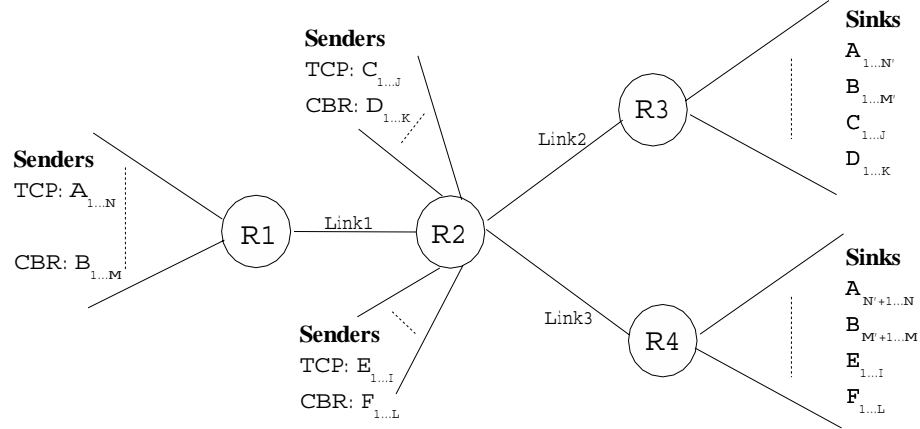 Senders
TCP: A1...N
CBR: B1...M
R1
Link1
Senders
TCP: C1...J
CBR: D1...K
R2
Senders
TCP: E1...I
CBR: F1...L
Link2
R3
Link3
R4
Sinks
A1...N'
B1...M'
C1...J
D1...K
Sinks
AN'+1...N
BM'+1...M
E1...I
F1...L